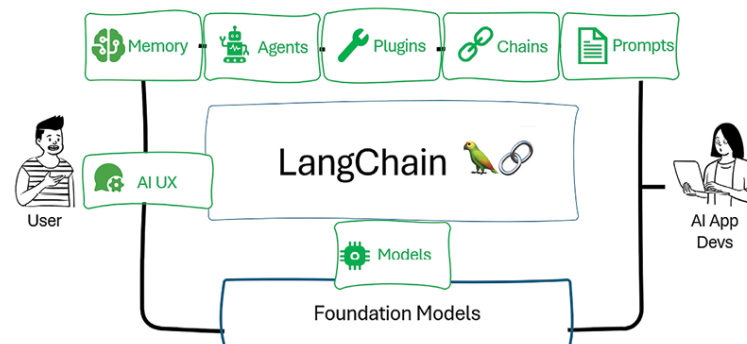 Memory
Agents
Plugins
Chains
Prompts
LangChain
AI UX
User
AI App
Devs
Models
Foundation Models